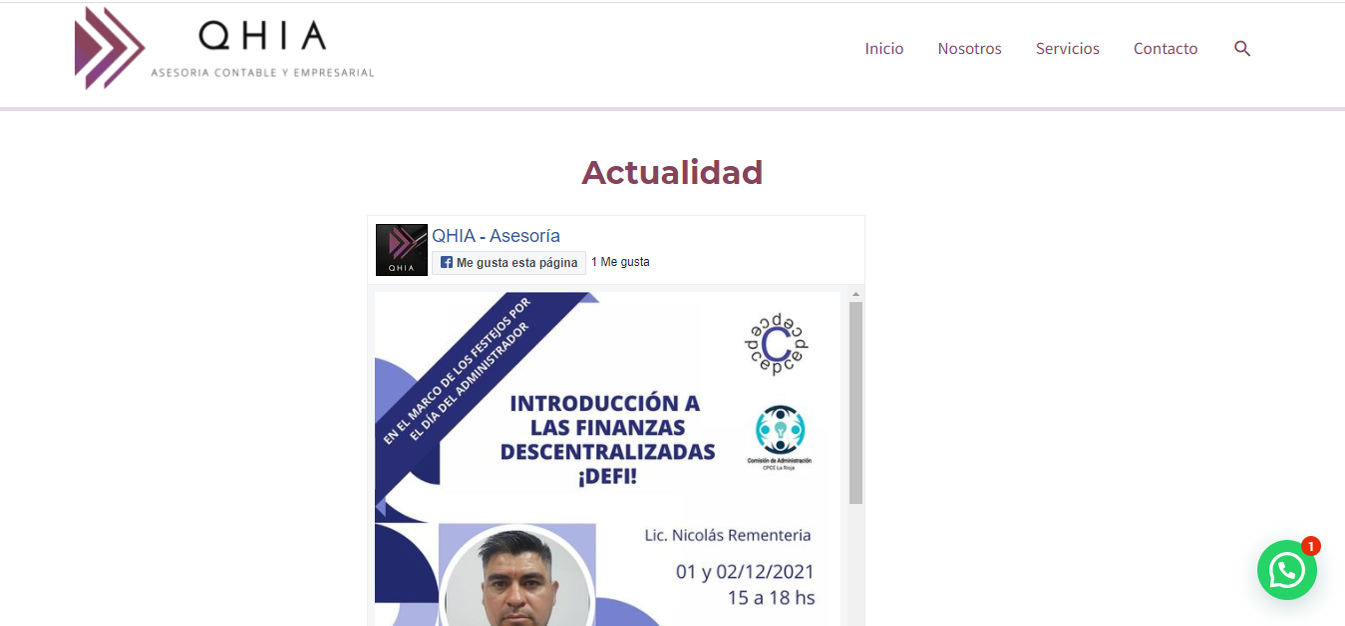 QHIA
ASESORIA CONTABLE Y EMPRESARIAL
Inicio
Nosotros
Servicios
Contacto
Actualidad
QHIA
QHIA - Asesoría
Me gusta esta página
1 Me gusta
EN EL MARCO DE LOS FESTEJOS POR
EL DÍA DEL ADMINISTRADOR
cepcedcepced
C
INTRODUCCIÓN A
LAS FINANZAS
DESCENTRALIZADAS
¡DEFI!
Comisión de Administración
CPCE La Rioja
Lic. Nicolás Rementeria
01 y 02/12/2021
15 a 18 hs
1